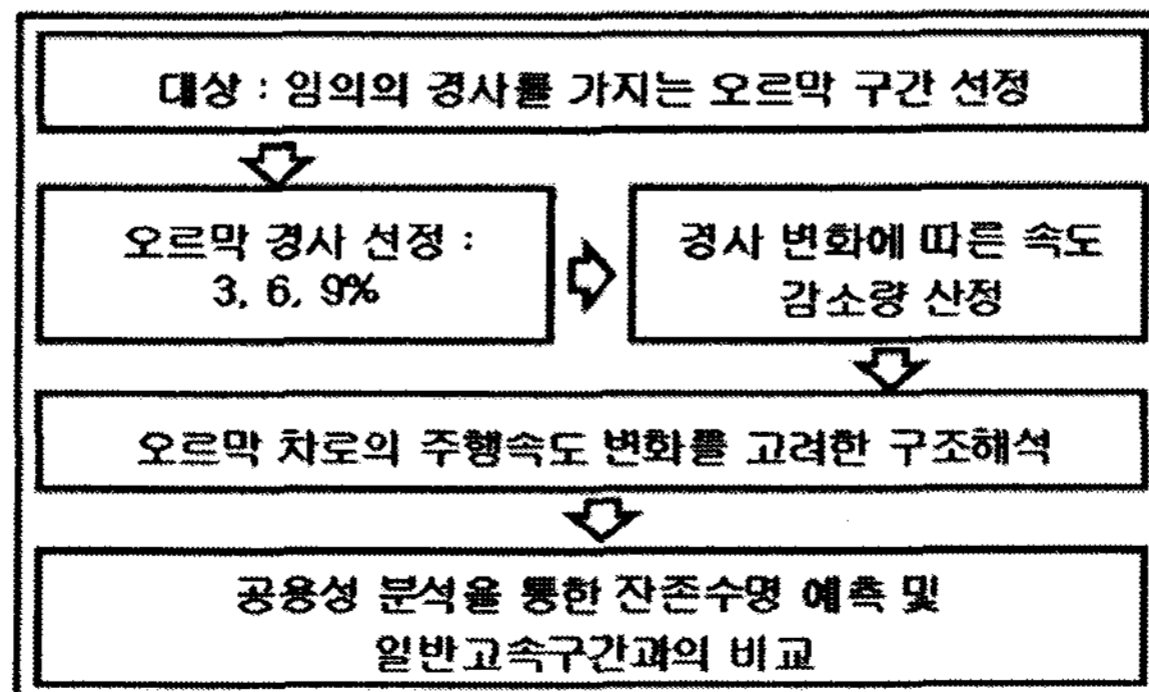 대상 : 임의의 경사를 가지는 오르막 구간 선정
오르막 경사 선정 :
3, 6, 9%
경사 변화에 따른 속도
감소량 산정
오르막 차로의 주행속도 변화를 고려한 구조해석
공용성 분석을 통한 잔존수명 예측 및
일반고속구간과의 비교